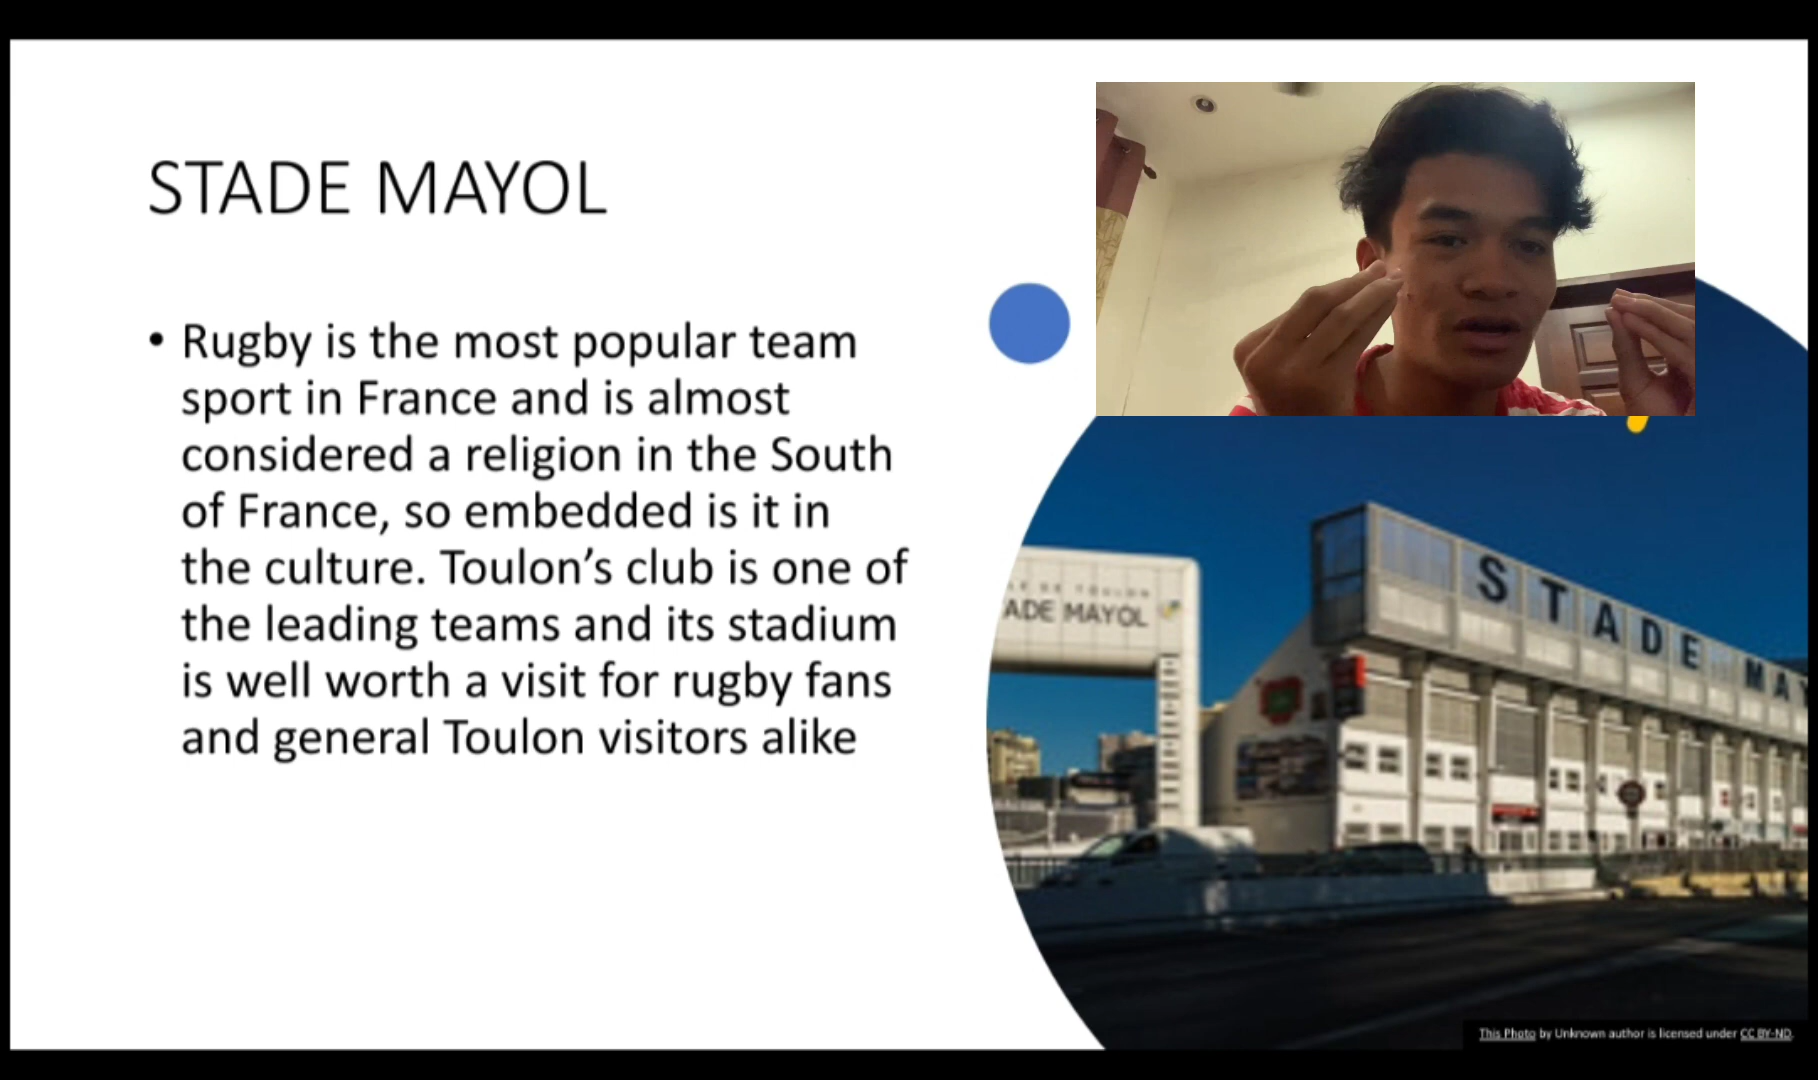 STADE MAYOL
• Rugby is the most popular team
sport in France and is almost
considered a religion in the South
of France, so embedded is it in
the culture. Toulon’s club is one of
the leading teams and its stadium
is well worth a visit for rugby fans
and general Toulon visitors alike
ADE MAYOL
STADE MAY
This Photo by Unknown author is licensed under CC BY-ND.